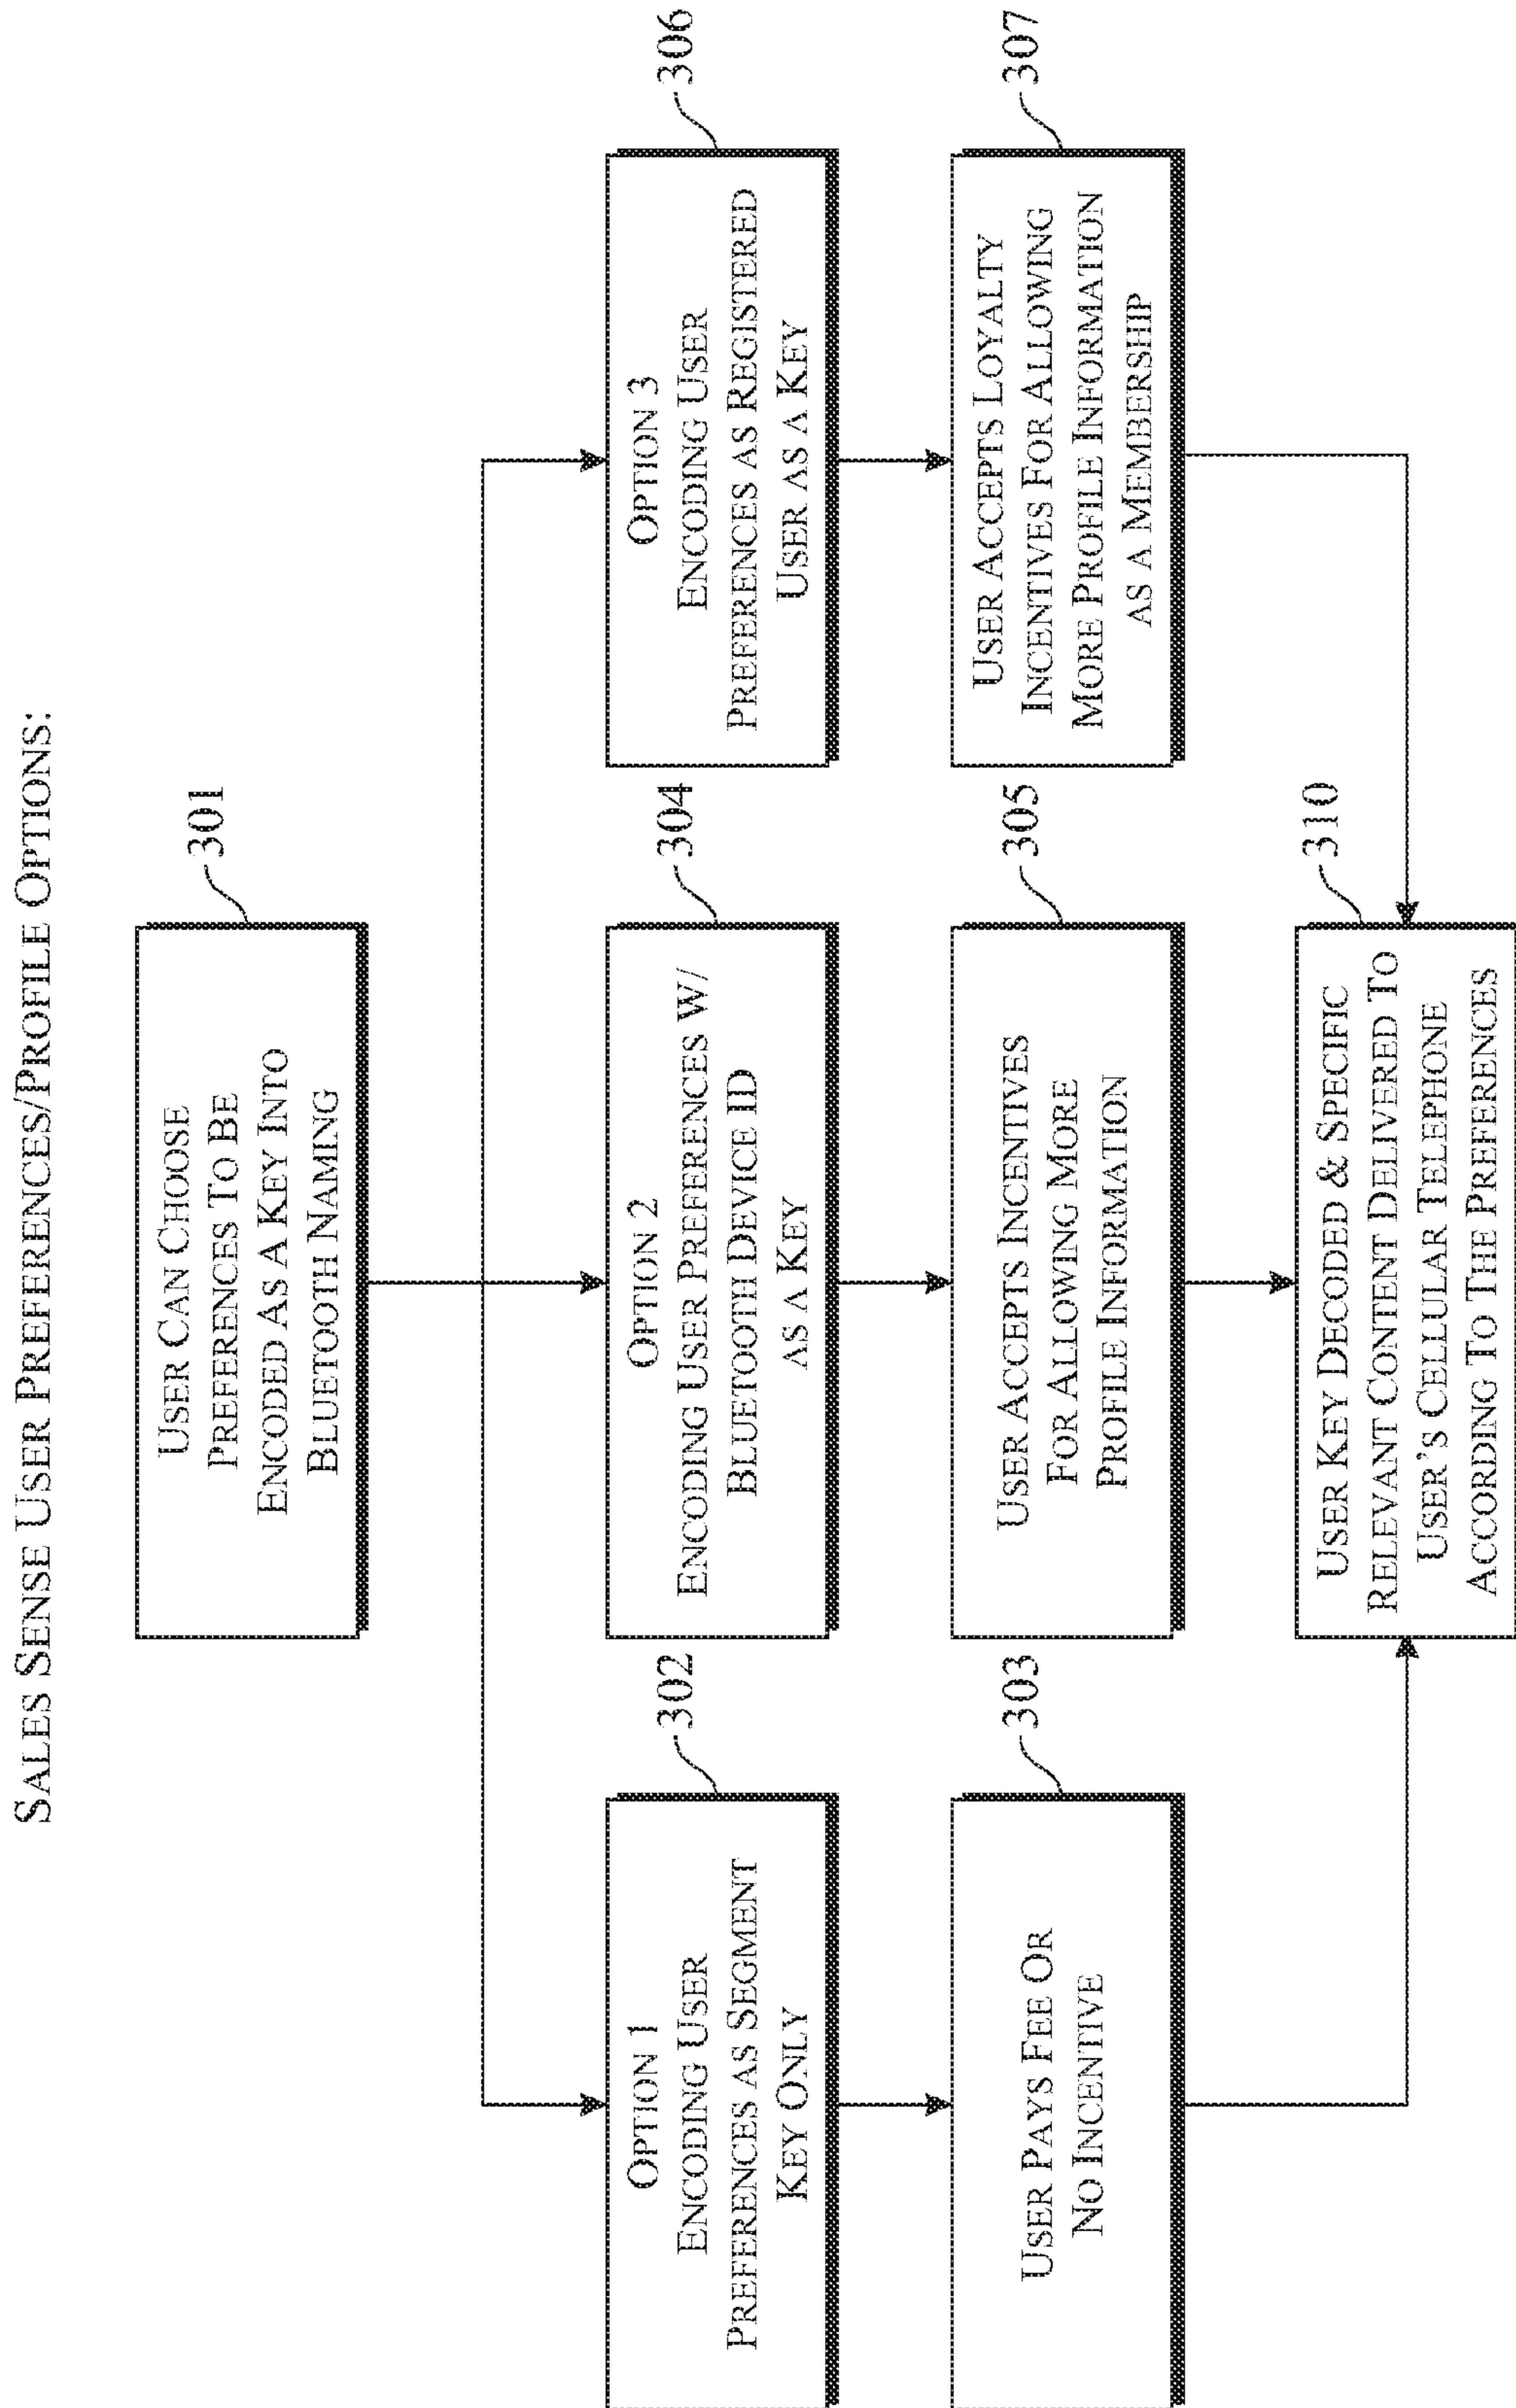 SALES SENSE USER PREFERENCES/PROFILE OPTIONS:
301
USER CAN CHOOSE
PREFERENCES TO BE
ENCODED AS A KEY INTO
BLUETOOTH NAMING
302
OPTION 1
ENCODING USER
PREFERENCES AS SEGMENT
KEY ONLY
304
OPTION 2
ENCODING USER PREFERENCES W/
BLUETOOTH DEVICE ID
AS A KEY
306
OPTION 3
ENCODING USER
PREFERENCES AS REGISTERED
USER AS A KEY
303
USER PAYS FEE OR
NO INCENTIVE
305
USER ACCEPTS INCENTIVES
FOR ALLOWING MORE
PROFILE INFORMATION
307
USER ACCEPTS LOYALTY
INCENTIVES FOR ALLOWING
MORE PROFILE INFORMATION
AS A MEMBERSHIP
310
USER KEY DECODED & SPECIFIC
RELEVANT CONTENT DELIVERED TO
USER'S CELLULAR TELEPHONE
ACCORDING TO THE PREFERENCES